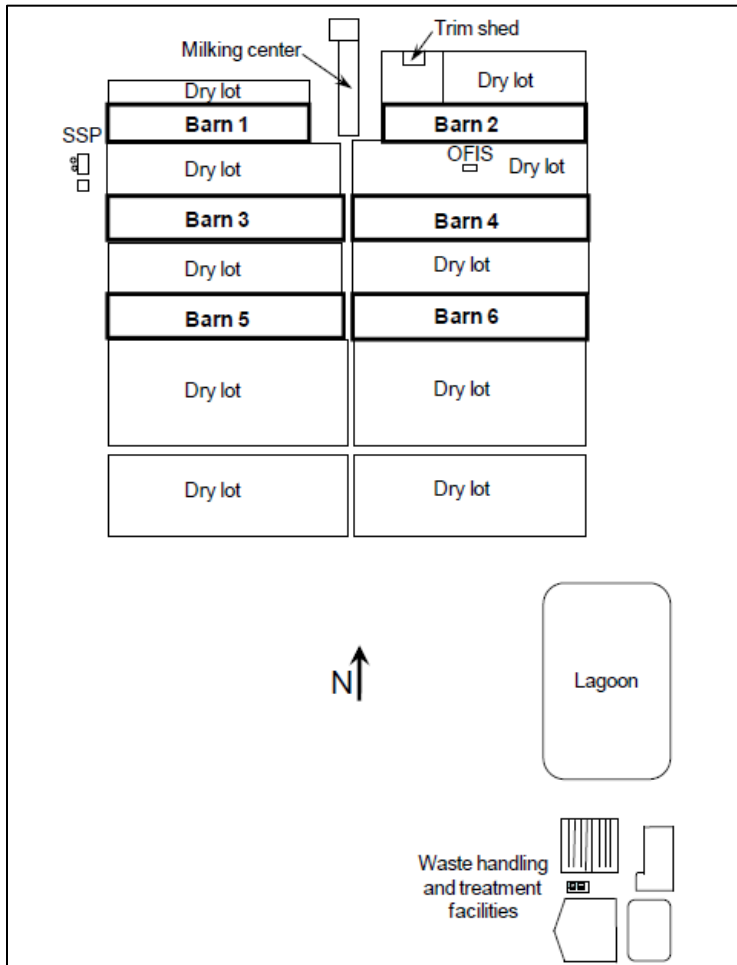 Trim shed
Milking center
Dry lot
Dry lot
Barn 1
Barn 2
SSP
OFIS
Dry lot
Dry lot
Barn 3
Barn 4
Dry lot
Dry lot
Barn 5
Barn 6
Dry lot
Dry lot
Dry lot
Dry lot
N
Lagoon
Waste handling
and treatment
facilities